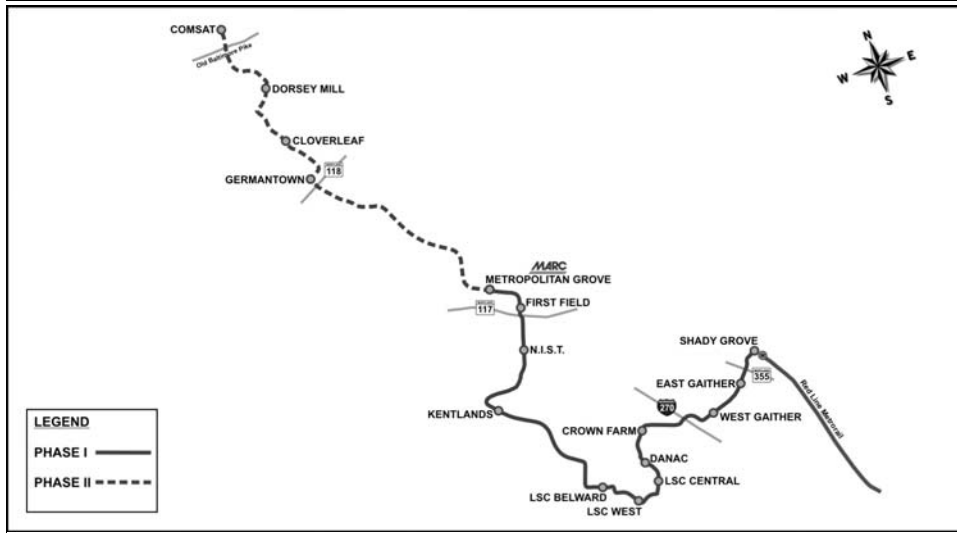 COMSAT
Old Baltimore Pike
DORSEY MILL
CLOVERLEAF
118
GERMANTOWN
N
E
W
S
MARC
METROPOLITAN GROVE
117
FIRST FIELD
N.I.S.T.
SHADY GROVE
355
EAST GAITHER
Red Line Metrorail
270
WEST GAITHER
KENTLANDS
CROWN FARM
DANAC
LSC CENTRAL
LSC BELWARD
LSC WEST
LEGEND
PHASE I
PHASE II